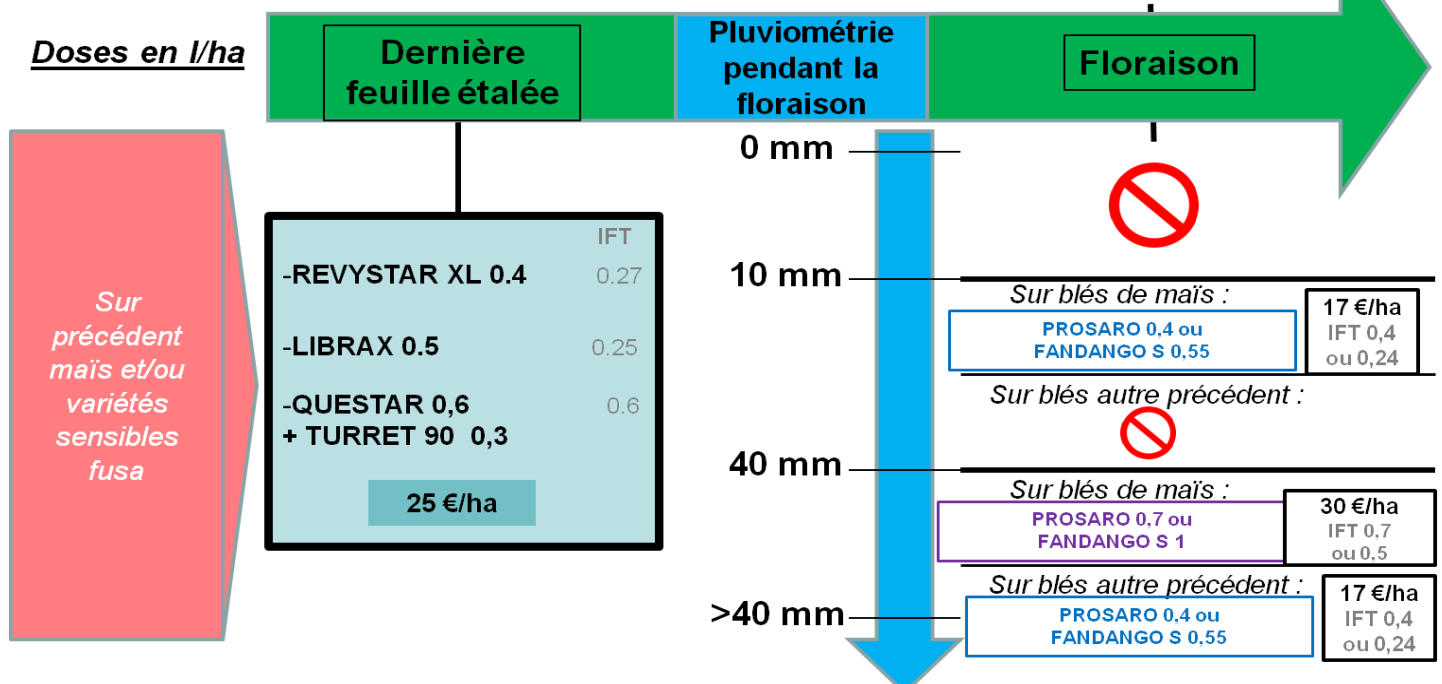 Doses en l/ha
Dernière
feuille étalée
Pluviométrie
pendant la
floraison
Floraison
Sur
précédent
maïs et/ou
variétés
sensibles
fusa
IFT
-REVYSTAR XL 0.4 0.27
-LIBRAX 0.5 0.25
-QUESTAR 0,6 0.6
+ TURRET 90 0,3
25 €/ha
0 mm
10 mm
Sur blés de maïs :
PROSARO 0,4 ou
FANDANGO S 0,55
17 €/ha
IFT 0,4
ou 0,24
Sur blés autre précédent :
40 mm
Sur blés de maïs :
PROSARO 0,7 ou
FANDANGO S 1
30 €/ha
IFT 0,7
ou 0,5
Sur blés autre précédent :
>40 mm
PROSARO 0,4 ou
FANDANGO S 0,55
17 €/ha
IFT 0,4
ou 0,24